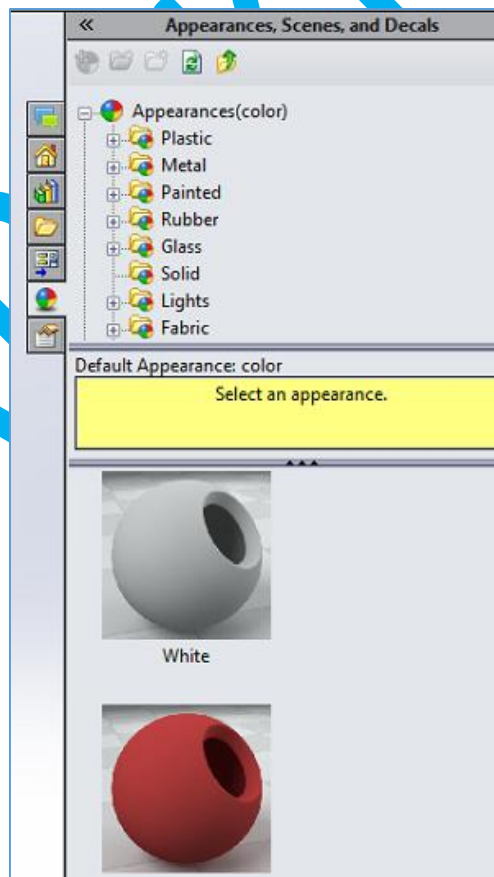 Appearances, Scenes, and Decals
Appearances(color)
Plastic
Metal
Painted
Rubber
Glass
Solid
Lights
Fabric
Default Appearance: color
Select an appearance.
White